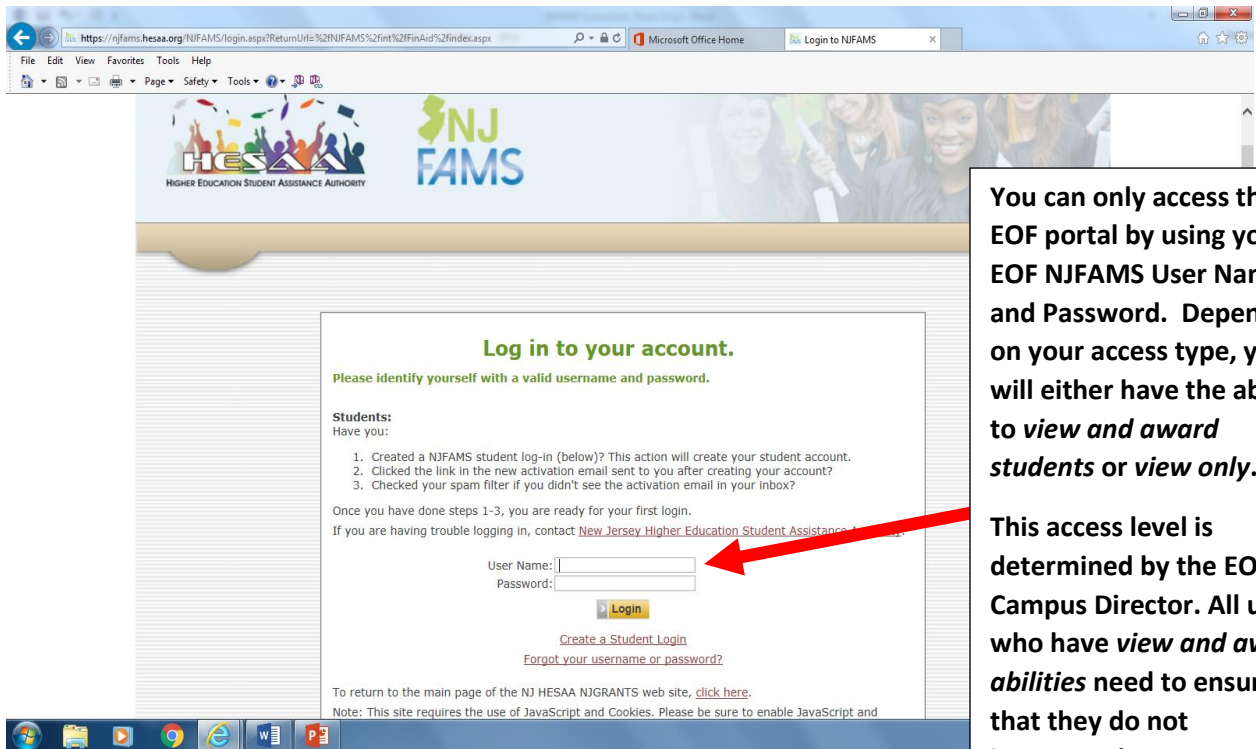 https://njfams.hesaa.org/NJFAMS/login.aspx?ReturnUrl=%2fNJFAMS%2fint%2fFinAid%2findex.aspx
Microsoft Office Home
Login to NJFAMS
File Edit View Favorites Tools Help
Page Safety Tools
HESAA
HIGHER EDUCATION STUDENT ASSISTANCE AUTHORITY
NJ
FAMS
Log in to your account.
Please identify yourself with a valid username and password.
Students:
Have you:
1. Created a NJFAMS student log-in (below)? This action will create your student account.
2. Clicked the link in the new activation email sent to you after creating your account?
3. Checked your spam filter if you didn't see the activation email in your inbox?
Once you have done steps 1-3, you are ready for your first login.
If you are having trouble logging in, contact New Jersey Higher Education Student Assistance
User Name:
Password:
Login
Create a Student Login
Forgot your username or password?
To return to the main page of the NJ HESAA NJGRANTS web site, click here.
Note: This site requires the use of JavaScript and Cookies. Please be sure to enable JavaScript and
You can only access th
EOF portal by using yo
EOF NJFAMS User Nam
and Password. Depen
on your access type, y
will either have the ab
to view and award
students or view only.
This access level is
determined by the EO
Campus Director. All u
who have view and aw
abilities need to ensur
that they do not